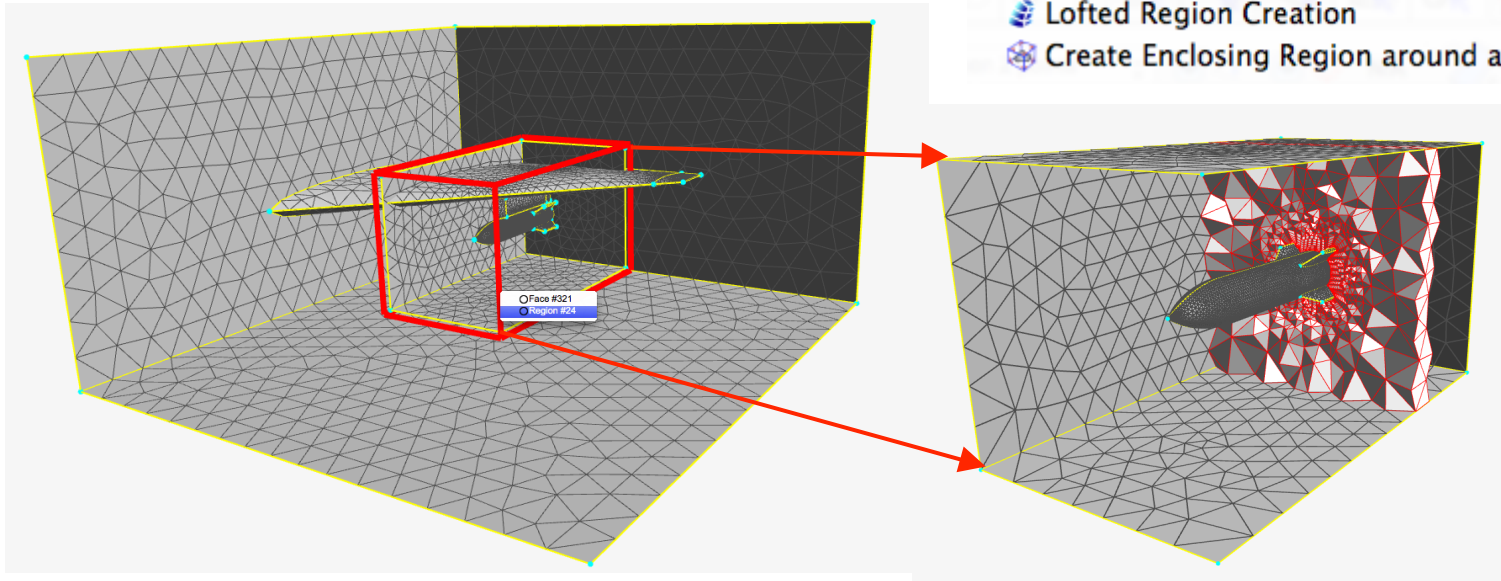 Lofted Region Creation
Create Enclosing Region around a
Face #321
Region #24